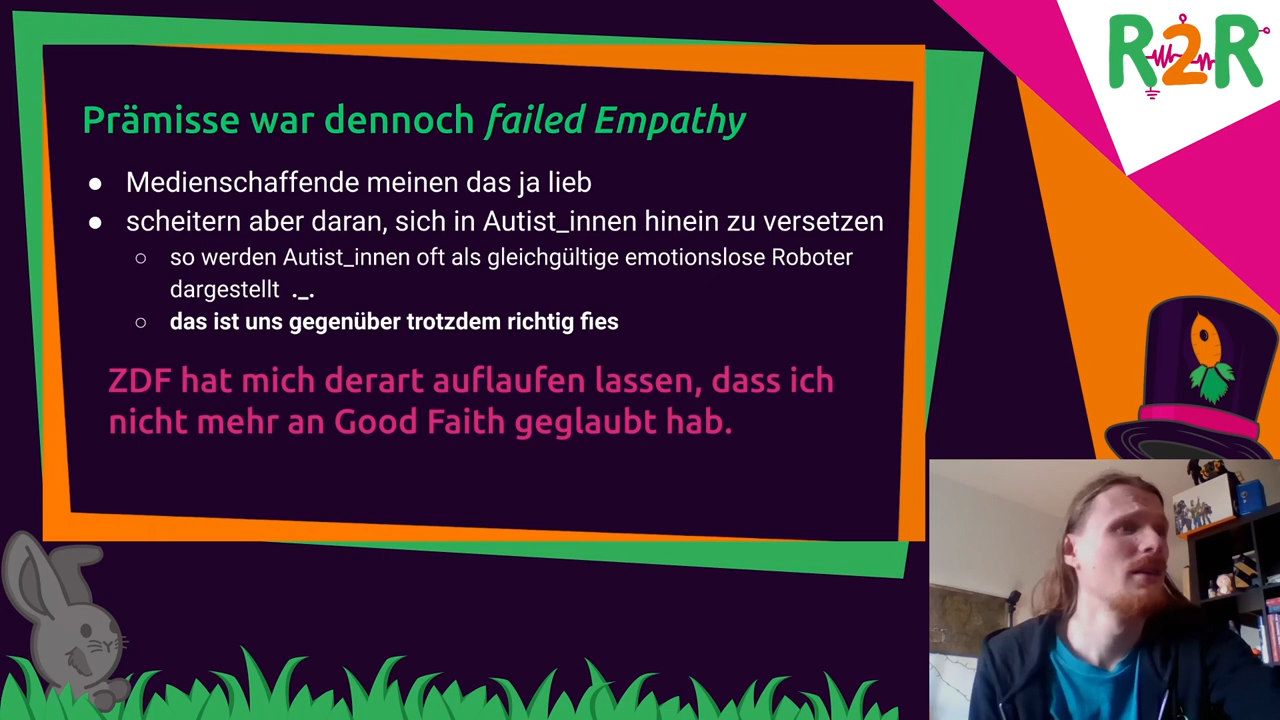 R2R
Prämisse war dennoch failed Empathy
● Medienschaffende meinen das ja lieb
● scheitern aber daran, sich in Autist_innen hinein zu versetzen
○ so werden Autist_innen oft als gleichgültige emotionslose Roboter
dargestellt ._.
○ das ist uns gegenüber trotzdem richtig fies
ZDF hat mich derart auflaufen lassen, dass ich
nicht mehr an Good Faith geglaubt hab.